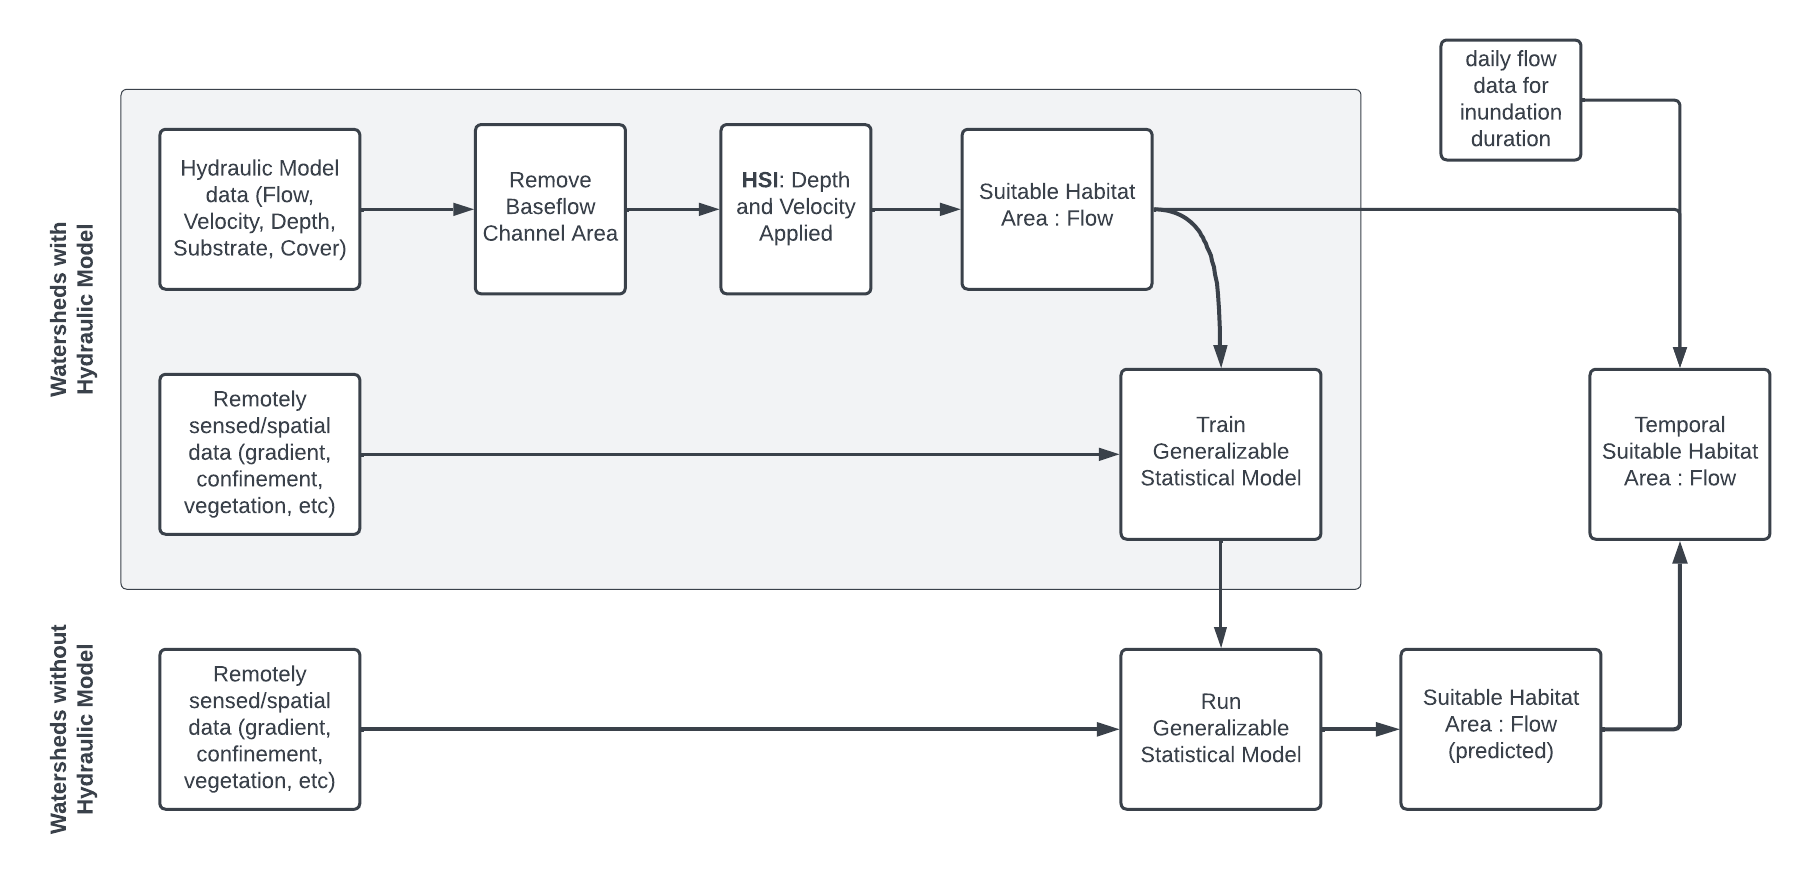 daily flow
data for
inundation
duration
Watersheds with
Hydraulic Model
Hydraulic Model
data (Flow,
Velocity, Depth,
Substrate, Cover)
Remove
Baseflow
Channel Area
HSI: Depth
and Velocity
Applied
Suitable Habitat
Area : Flow
Remotely
sensed/spatial
data (gradient,
confinement,
vegetation, etc)
Train
Generalizable
Statistical Model
Temporal
Suitable Habitat
Area : Flow
Watersheds without
Hydraulic Model
Remotely
sensed/spatial
data (gradient,
confinement,
vegetation, etc)
Run
Generalizable
Statistical Model
Suitable Habitat
Area : Flow
(predicted)